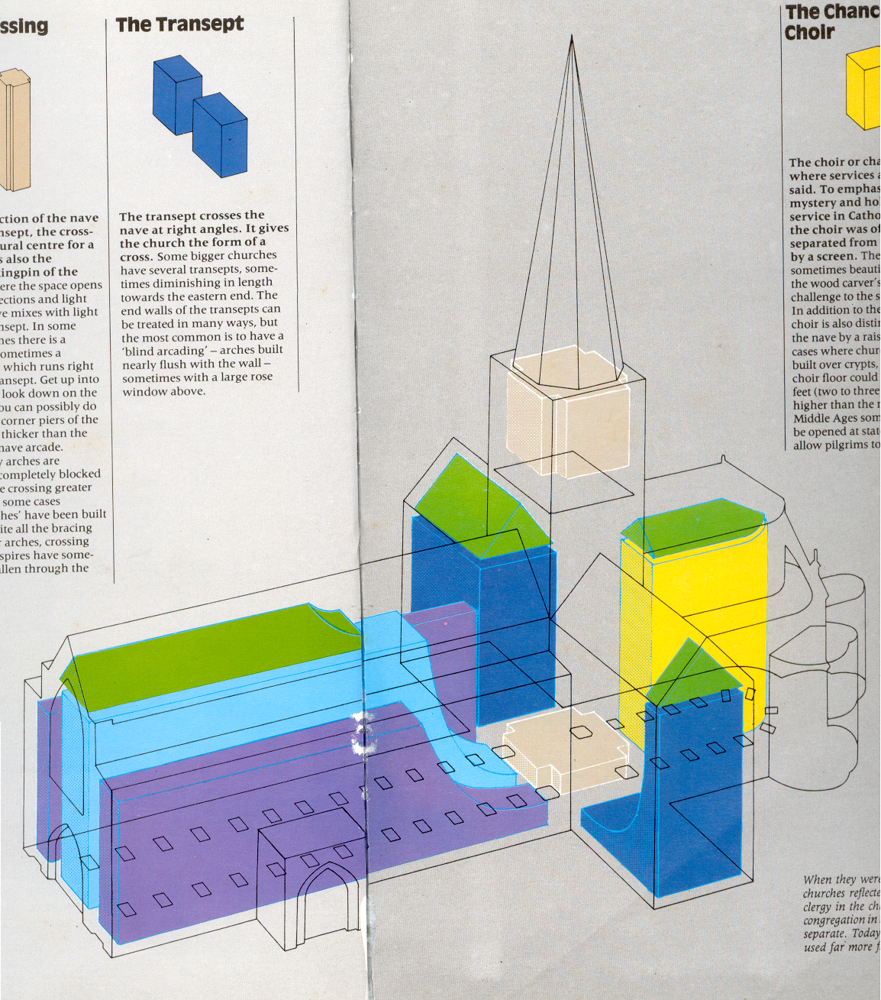 ssing
ction of the nave
nsept, the cross-
ural centre for a
s also the
kingpin of the
ere the space opens
ections and light
ve mixes with light
nsept. In some
hes there is a
ometimes a
which runs right
ansept. Get up into
look down on the
ou can possibly do
corner piers of the
thicker than the
nave arcade.
y arches are
completely blocked
e crossing greater
some cases
hes’ have been built
ite all the bracing
r arches, crossing
spires have some-
allen through the
The Transept
The transept crosses the
nave at right angles. It gives
the church the form of a
cross. Some bigger churches
have several transepts, some-
times diminishing in length
towards the eastern end. The
end walls of the transepts can
be treated in many ways, but
the most common is to have a
‘blind arcading’ – arches built
nearly flush with the wall –
sometimes with a large rose
window above.
The Chanc
Choir
The choir or cha
where services a
said. To emphas
mystery and hol
service in Catho
the choir was of
separated from
by a screen. The
sometimes beauti
the wood carver’s
challenge to the s
In addition to the
choir is also distin
the nave by a rais
cases where churc
built over crypts,
choir floor could
feet (two to three
higher than the n
Middle Ages som
be opened at state
allow pilgrims to
When they were
churches reflecte
clergy in the cha
congregation in
separate. Today
used far more f